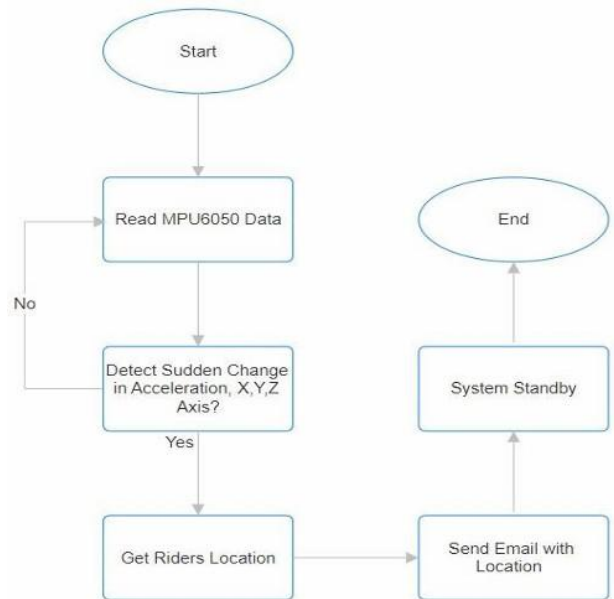 Start
Read MPU6050 Data
No
Detect Sudden Change
in Acceleration, X,Y,Z
Axis?
Yes
Get Riders Location
Send Email with
Location
System Standby
End